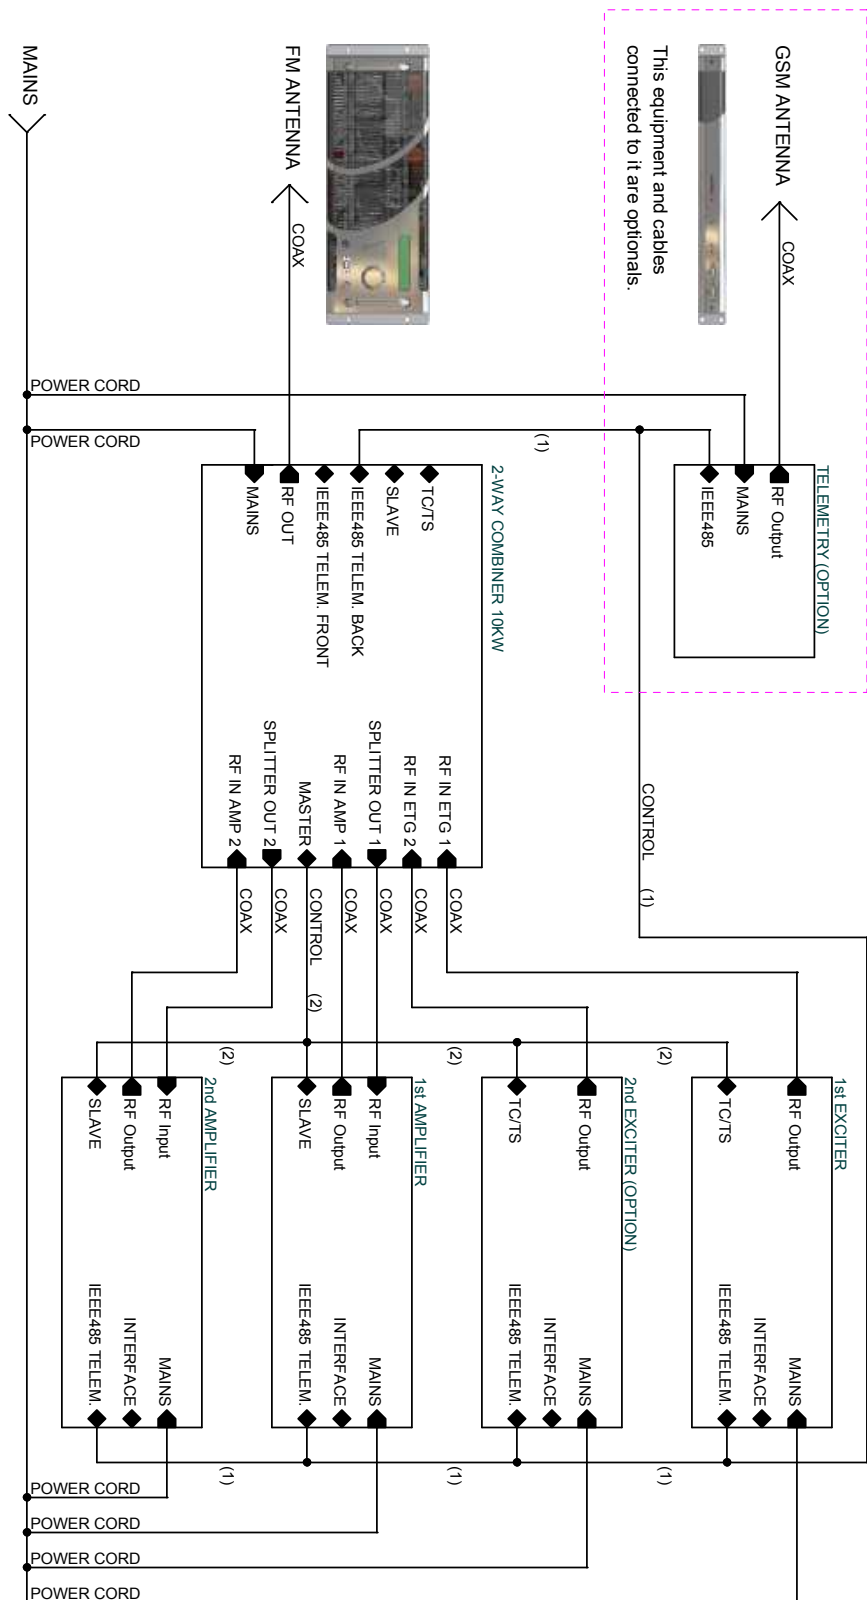 GSM ANTENNA
COAX
This equipment and cables
connected to it are optionals.
TELEMETRY (OPTION)
RF Output
MAINS
IEEE485
FM ANTENNA
COAX
MAINS
POWER CORD
POWER CORD
(1)
CONTROL (1)
2-WAY COMBINER 10KW
TC/TS
SLAVE
IEEE485 TELEM. BACK
IEEE485 TELEM. FRONT
RF OUT
MAINS
RF IN ETG 1
RF IN ETG 2
SPLITTER OUT 1
RF IN AMP 1
MASTER
SPLITTER OUT 2
RF IN AMP 2
COAX
COAX
COAX
COAX
CONTROL (2)
COAX
COAX
(2)
(2)
(2)
1st EXCITER
RF Output
TC/TS
MAINS
INTERFACE
IEEE485 TELEM.
2nd EXCITER (OPTION)
RF Output
TC/TS
MAINS
INTERFACE
IEEE485 TELEM.
1st AMPLIFIER
RF Input
RF Output
SLAVE
MAINS
INTERFACE
IEEE485 TELEM.
2nd AMPLIFIER
RF Input
RF Output
SLAVE
MAINS
INTERFACE
IEEE485 TELEM.
(1)
(1)
(1)
POWER CORD
POWER CORD
POWER CORD
POWER CORD